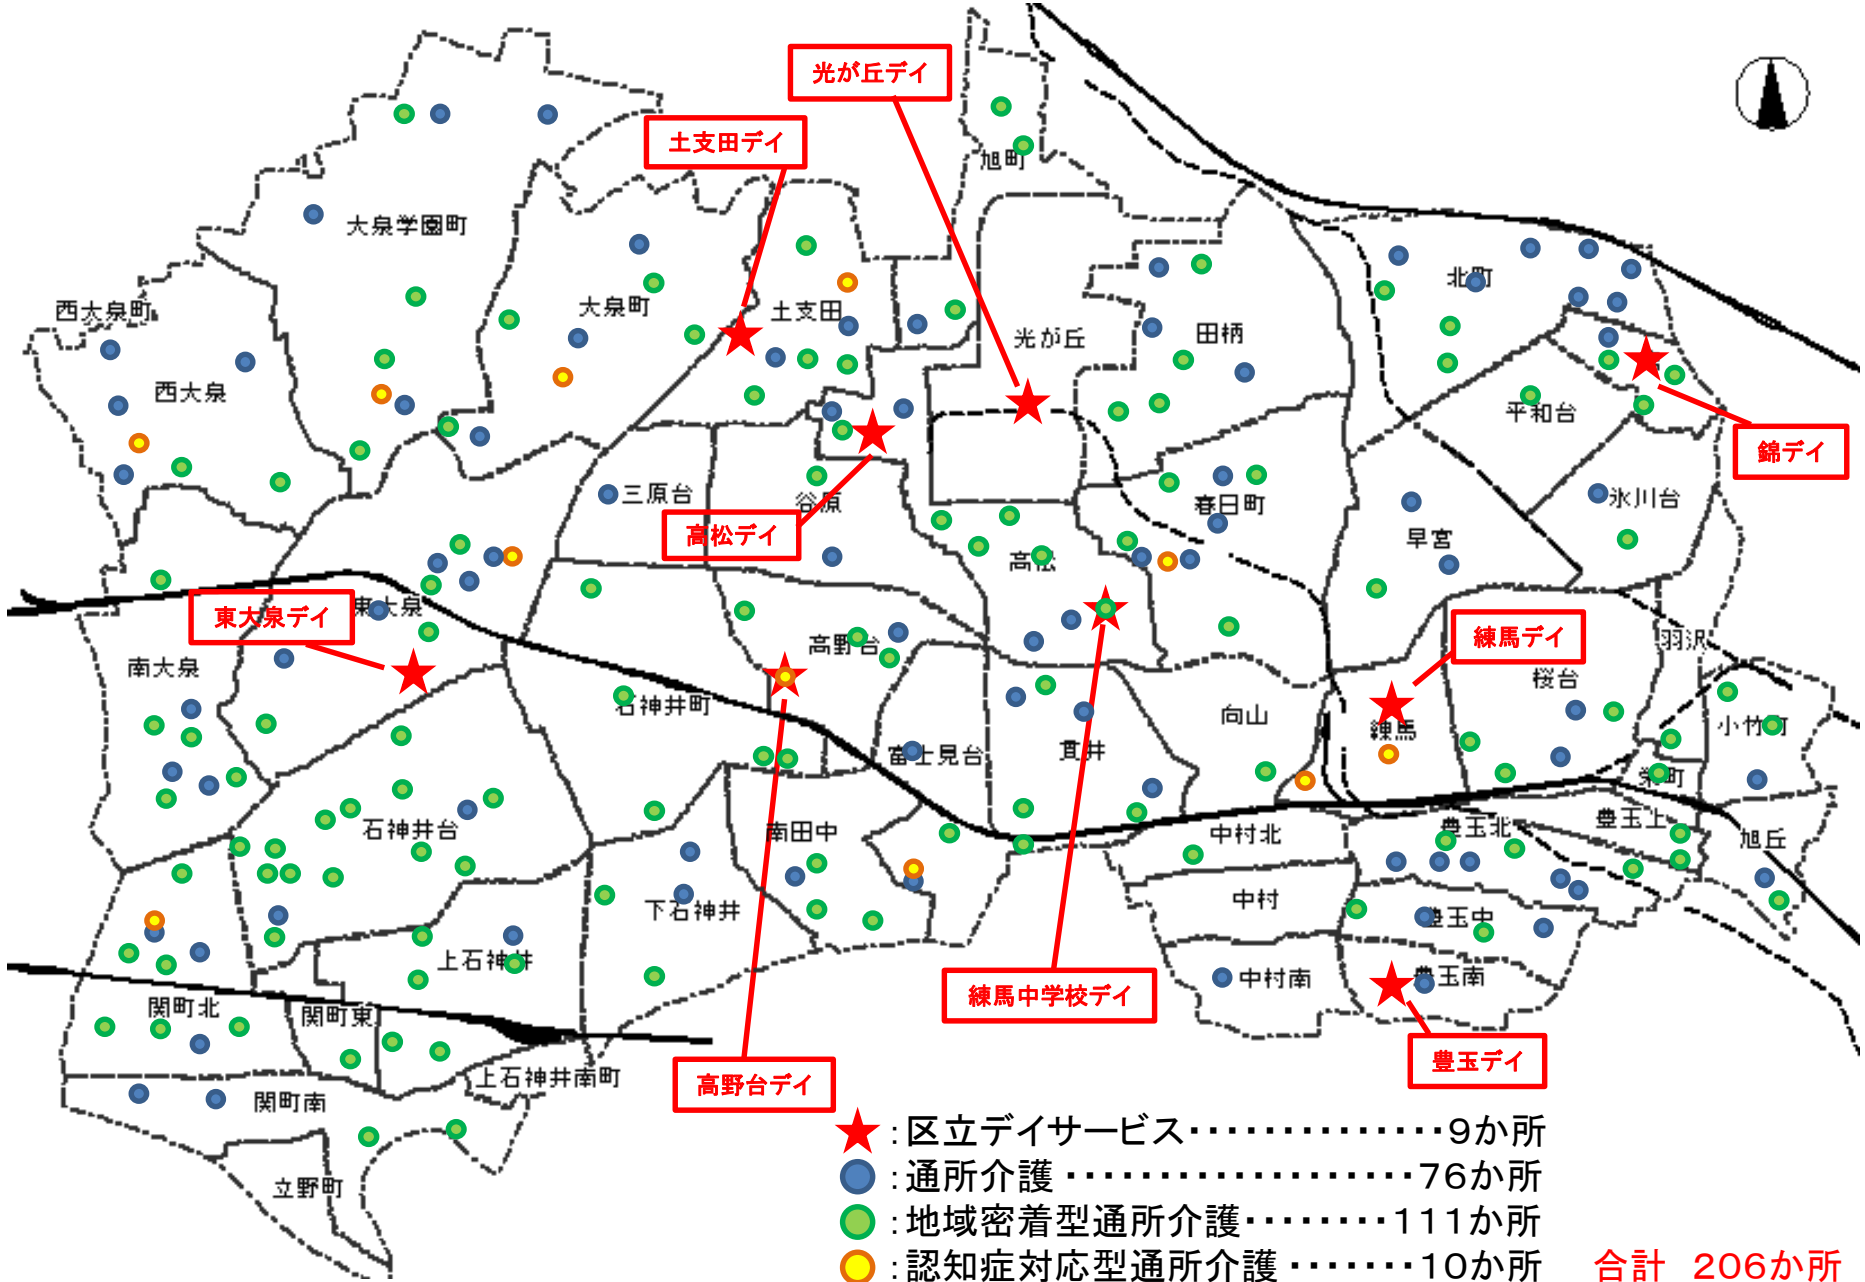 光が丘デイ
土支田デイ
旭町
大泉学園町
北町
西大泉町
大泉町
土支田
光が丘
田柄
西大泉
平和台
錦デイ
三原台
谷原
春日町
氷川台
高松デイ
早宮
高松
東大泉デイ
東大泉
練馬デイ
高野台
羽沢
南大泉
桜台
石神井町
向山
練馬
小竹町
富士見台
貫井
栄町
石神井台
南田中
中村北
豊玉北
豊玉上
旭丘
下石神井
中村
豊玉中
上石神井
中村南
豊玉南
練馬中学校デイ
関町北
関町東
豊玉デイ
上石神井南町
高野台デイ
関町南
立野町
：区立デイサービス・・・・・・・・・・・・・・9か所
：通所介護・・・・・・・・・・・・・・・・・・・76か所
：地域密着型通所介護・・・・・・・・111か所
：認知症対応型通所介護・・・・・・・10か所 合計 206か所